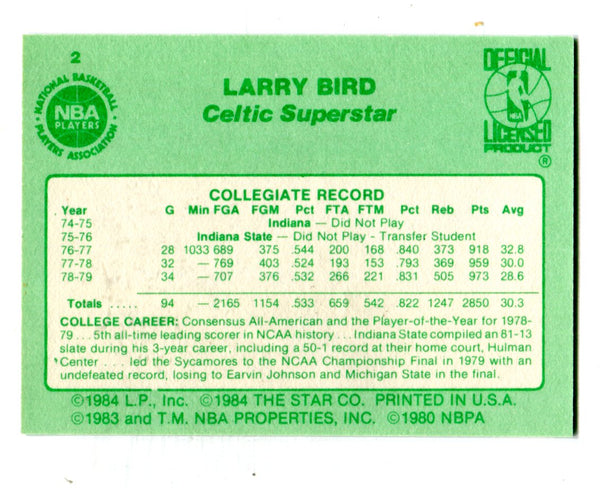 2
NATIONAL BASKETBALL
NBA
PLAYERS
PLAYERS ASSOCIATION
LARRY BIRD
Celtic Superstar
OFFICIAL
NBA
LICENSED
PRODUCT
®
COLLEGIATE RECORD
Year G Min FGA FGM Pct FTA FTM Pct Reb Pts Avg
74-75 Indiana — Did Not Play
75-76 Indiana State — Did Not Play - Transfer Student
76-77 28 1033 689 375 .544 200 168 .840 373 918 32.8
77-78 32 — 769 403 .524 193 153 .793 369 959 30.0
78-79 34 — 707 376 .532 266 221 .831 505 973 28.6
Totals ..... 94 — 2165 1154 .533 659 542 .822 1247 2850 30.3
COLLEGE CAREER: Consensus All-American and the Player-of-the-Year for 1978-
79 . . . 5th all-time leading scorer in NCAA history . . . Indiana State compiled an 81-13
slate during his 3-year career, including a 50-1 record at their home court, Hulman
Center . . . led the Sycamores to the NCAA Championship Final in 1979 with an
undefeated record, losing to Earvin Johnson and Michigan State in the final.
©1984 L.P., Inc. ©1984 THE STAR CO. PRINTED IN U.S.A.
©1983 and T.M. NBA PROPERTIES, INC. ©1980 NBPA